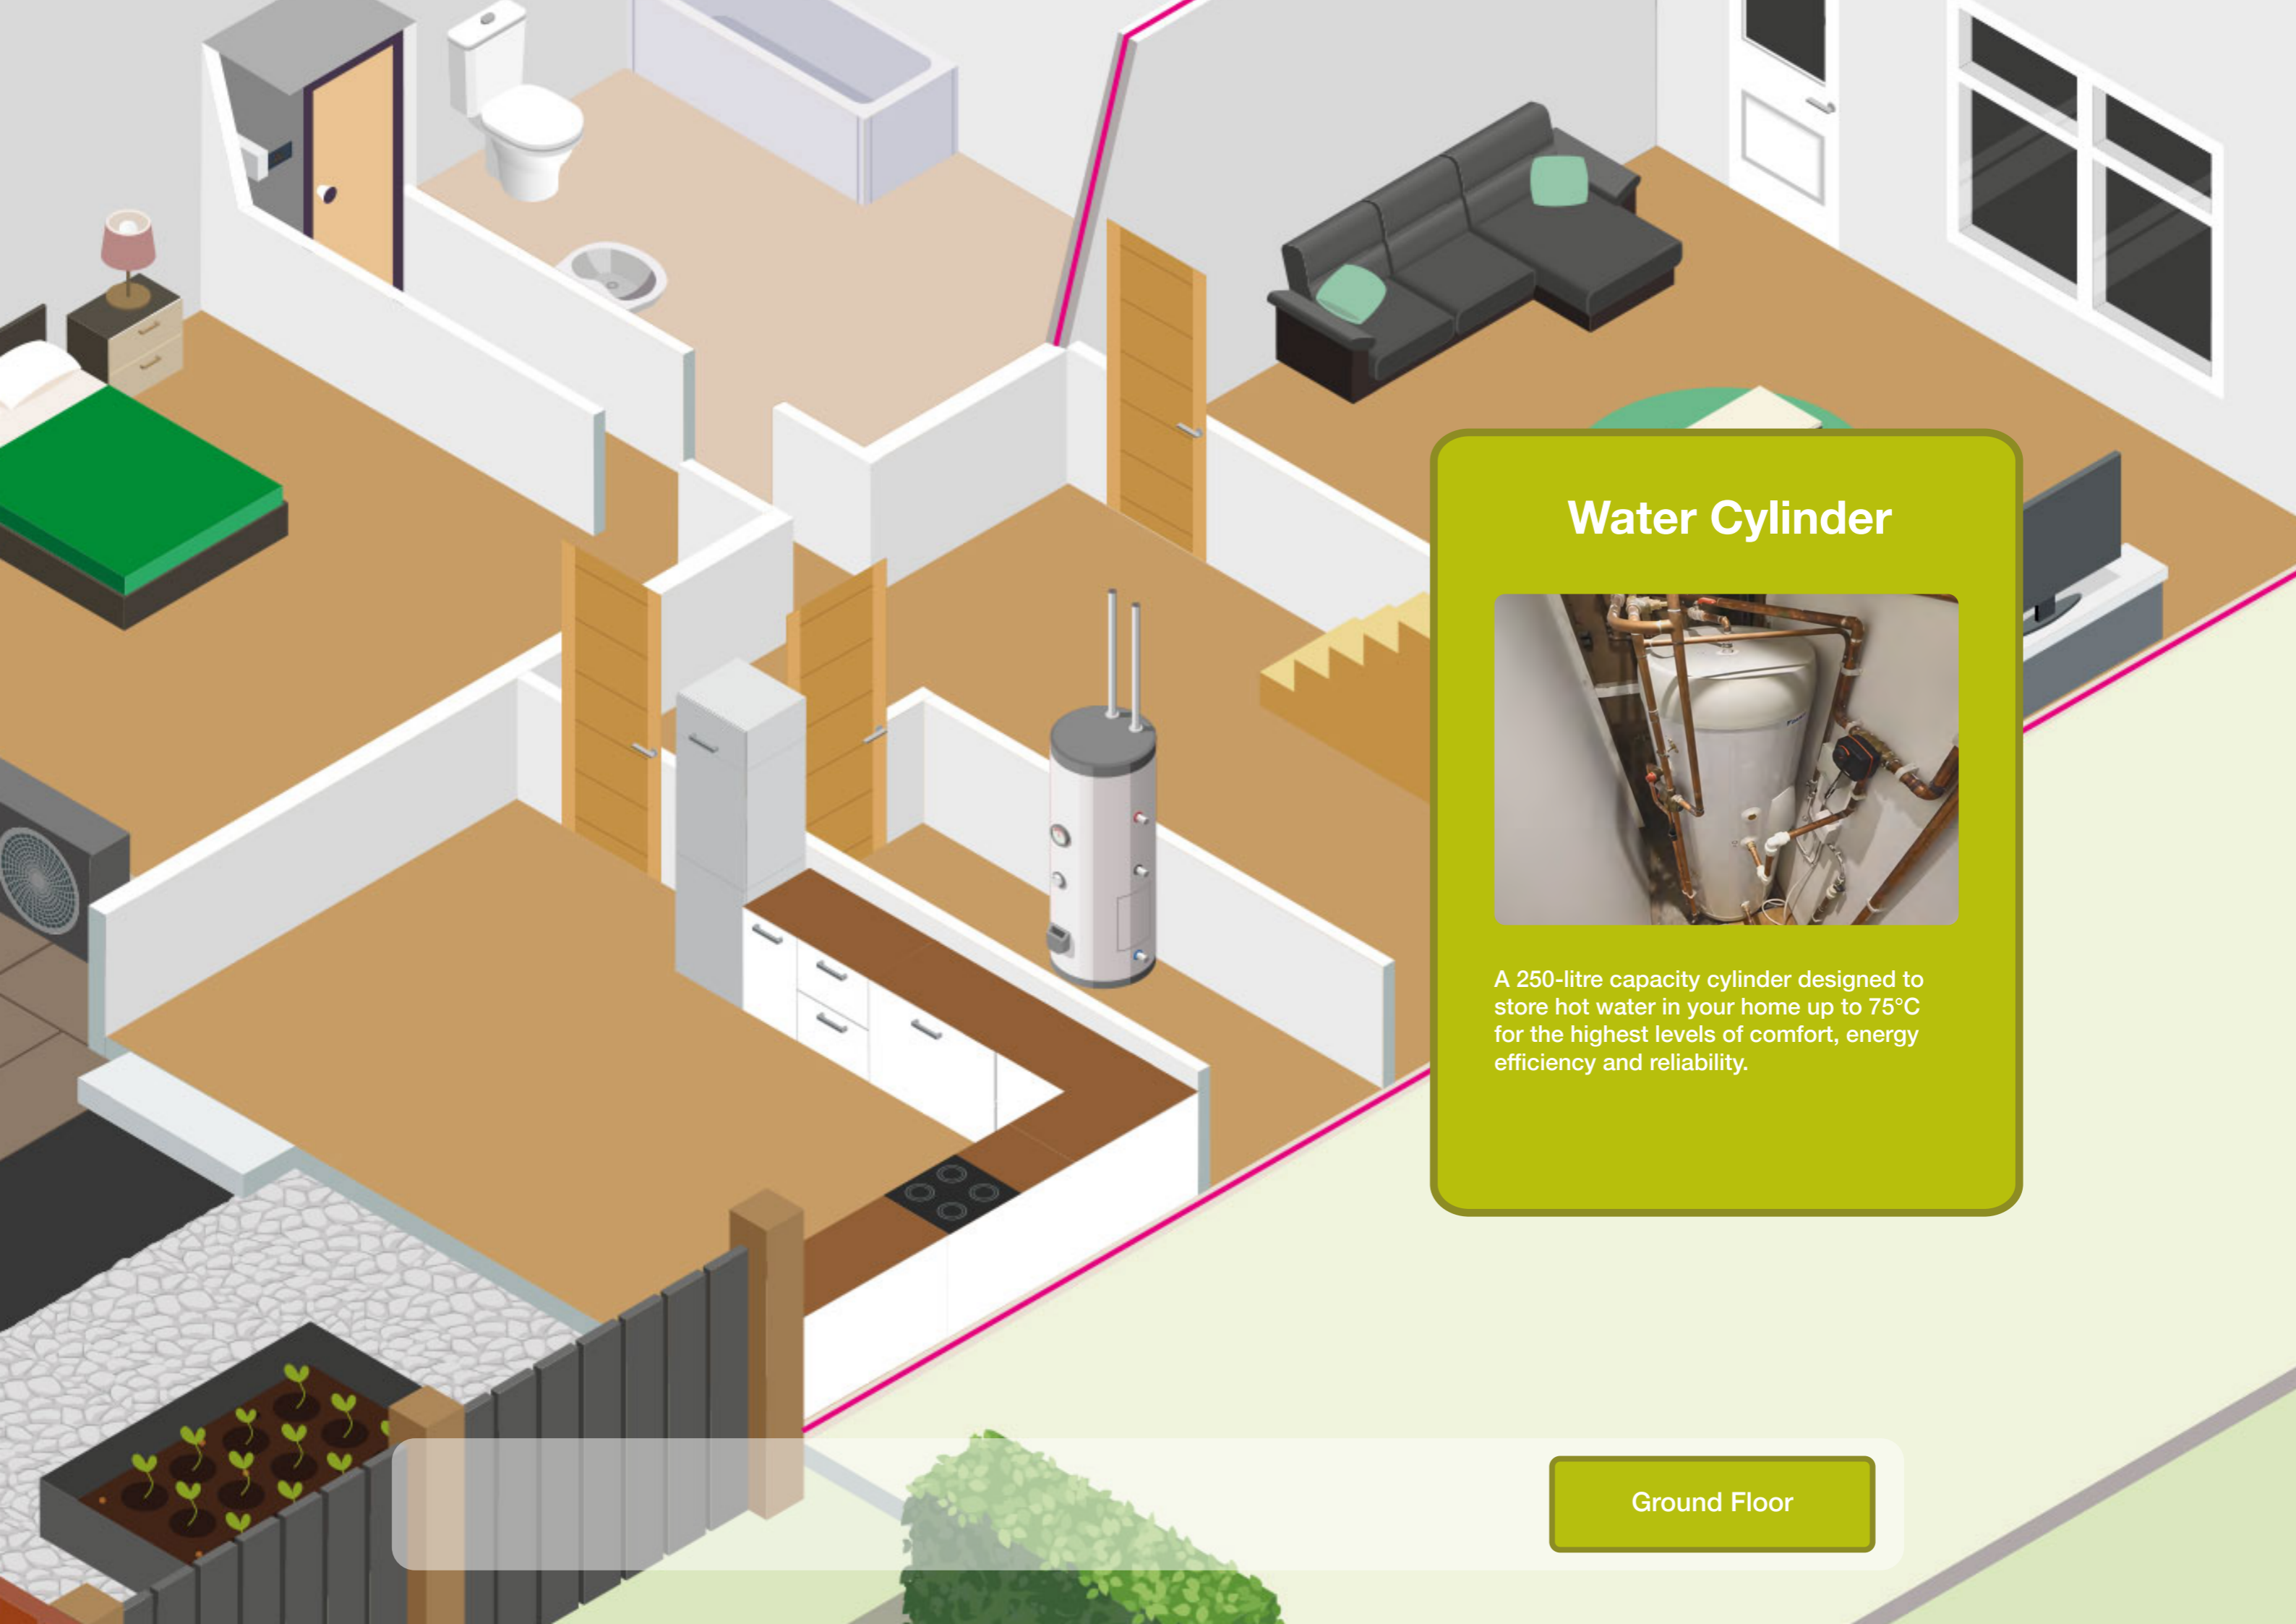 Water Cylinder
A 250-litre capacity cylinder designed to
store hot water in your home up to 75°C
for the highest levels of comfort, energy
efficiency and reliability.
Ground Floor